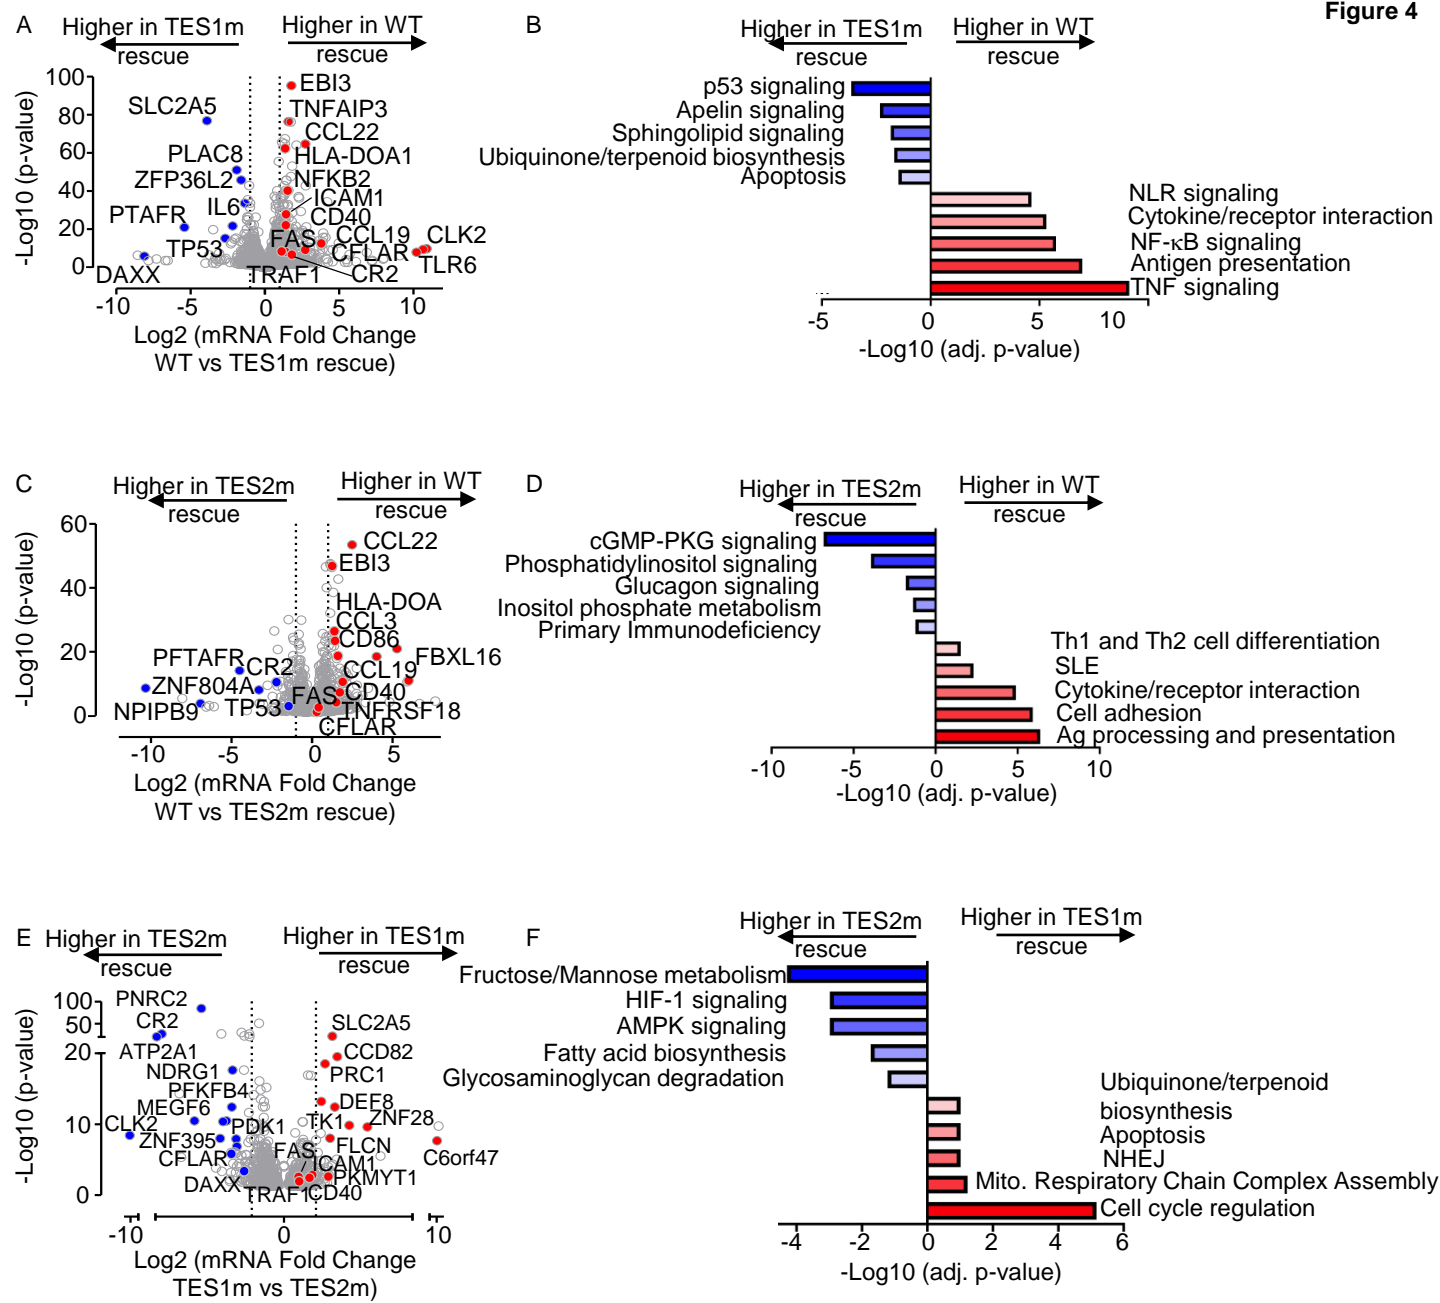 Figure 4
A
Higher in TES1m
rescue
Higher in WT
rescue
-Log10 (p-value)
100
80
60
40
20
0
EBI3
SLC2A5
TNFAIP3
CCL22
PLAC8
HLA-DOA1
ZFP36L2
NFKB2
ICAM1
PTAFR
IL6
CD40
TP53
FAS
CCL19
CLK2
CFLAR
TLR6
DAXX
TRAF1
CR2
-10
-5
0
5
10
Log2 (mRNA Fold Change
WT vs TES1m rescue)
B
Higher in TES1m
rescue
Higher in WT
rescue
p53 signaling
Apelin signaling
Sphingolipid signaling
Ubiquinone/terpenoid biosynthesis
Apoptosis
NLR signaling
Cytokine/receptor interaction
NF-κB signaling
Antigen presentation
TNF signaling
-5
0
5
10
-Log10 (adj. p-value)
C
Higher in TES2m
rescue
Higher in WT
rescue
-Log10 (p-value)
60
40
20
0
CCL22
EBI3
HLA-DOA
CCL3
CD86
PFTAFR
CR2
FBXL16
ZNF804A
CCL19
FAS
CD40
NPIPB9
TP53
TNFRSF18
CFLAR
-10
-5
0
5
Log2 (mRNA Fold Change
WT vs TES2m rescue)
D
Higher in TES2m
rescue
Higher in WT
rescue
cGMP-PKG signaling
Phosphatidylinositol signaling
Glucagon signaling
Inositol phosphate metabolism
Primary Immunodeficiency
Th1 and Th2 cell differentiation
SLE
Cytokine/receptor interaction
Cell adhesion
Ag processing and presentation
-10
-5
0
5
10
-Log10 (adj. p-value)
E
Higher in TES2m
rescue
Higher in TES1m
rescue
-Log10 (p-value)
100
50
20
10
0
PNRC2
CR2
SLC2A5
ATP2A1
CCD82
NDRG1
PRC1
PFKFB4
MEGF6
DEF8
CLK2
PDK1
TK1
ZNF28
ZNF395
FLCN
CFLAR
FAS
ICAM1
C6orf47
DAXX
TRAF1
CD40
PKMYT1
-10
0
10
Log2 (mRNA Fold Change
TES1m vs TES2m)
F
Higher in TES2m
rescue
Higher in TES1m
rescue
Fructose/Mannose metabolism
HIF-1 signaling
AMPK signaling
Fatty acid biosynthesis
Glycosaminoglycan degradation
Ubiquinone/terpenoid
biosynthesis
Apoptosis
NHEJ
Mito. Respiratory Chain Complex Assembly
Cell cycle regulation
-4
-2
0
2
4
6
-Log10 (adj. p-value)